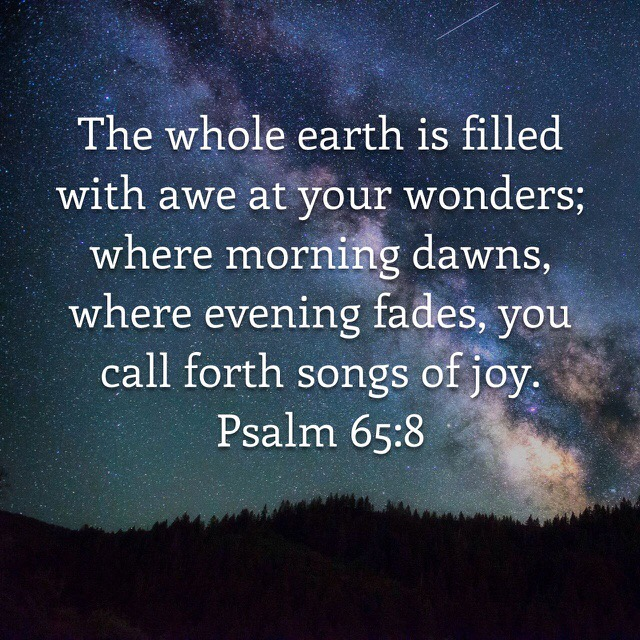 The whole earth is filled
with awe at your wonders;
where morning dawns,
where evening fades, you
call forth songs of joy.
Psalm 65:8